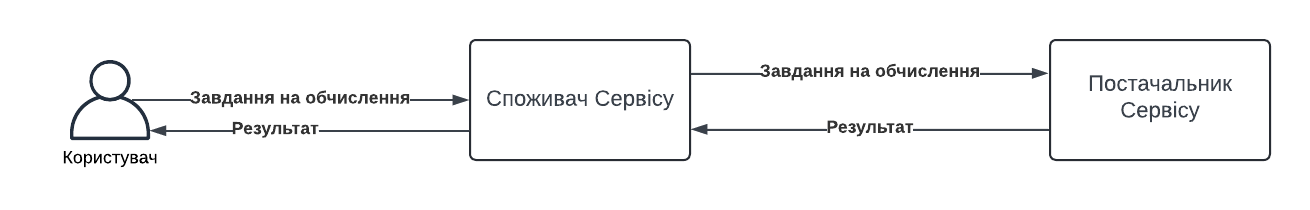 Завдання на обчислення
Результат
Користувач
Споживач Сервісу
Завдання на обчислення
Результат
Постачальник
Сервісу